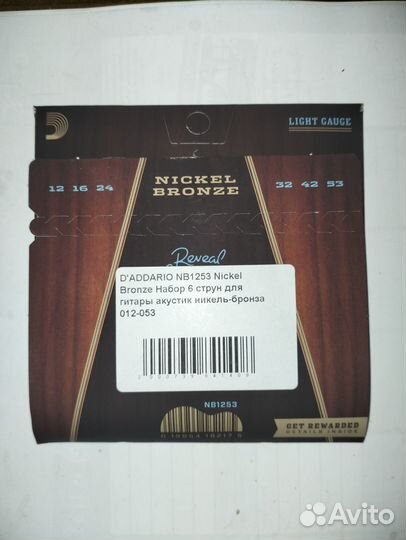 LIGHT GAUGE
NICKEL
BRONZE
12 16 24
32 42 53
Reveal
D'ADDARIO NB1253 Nickel
Bronze Набор 6 струн для
гитары акустик никель-бронза
012-053
NB1253
GET REWARDED
DETAILS INSIDE
Avito